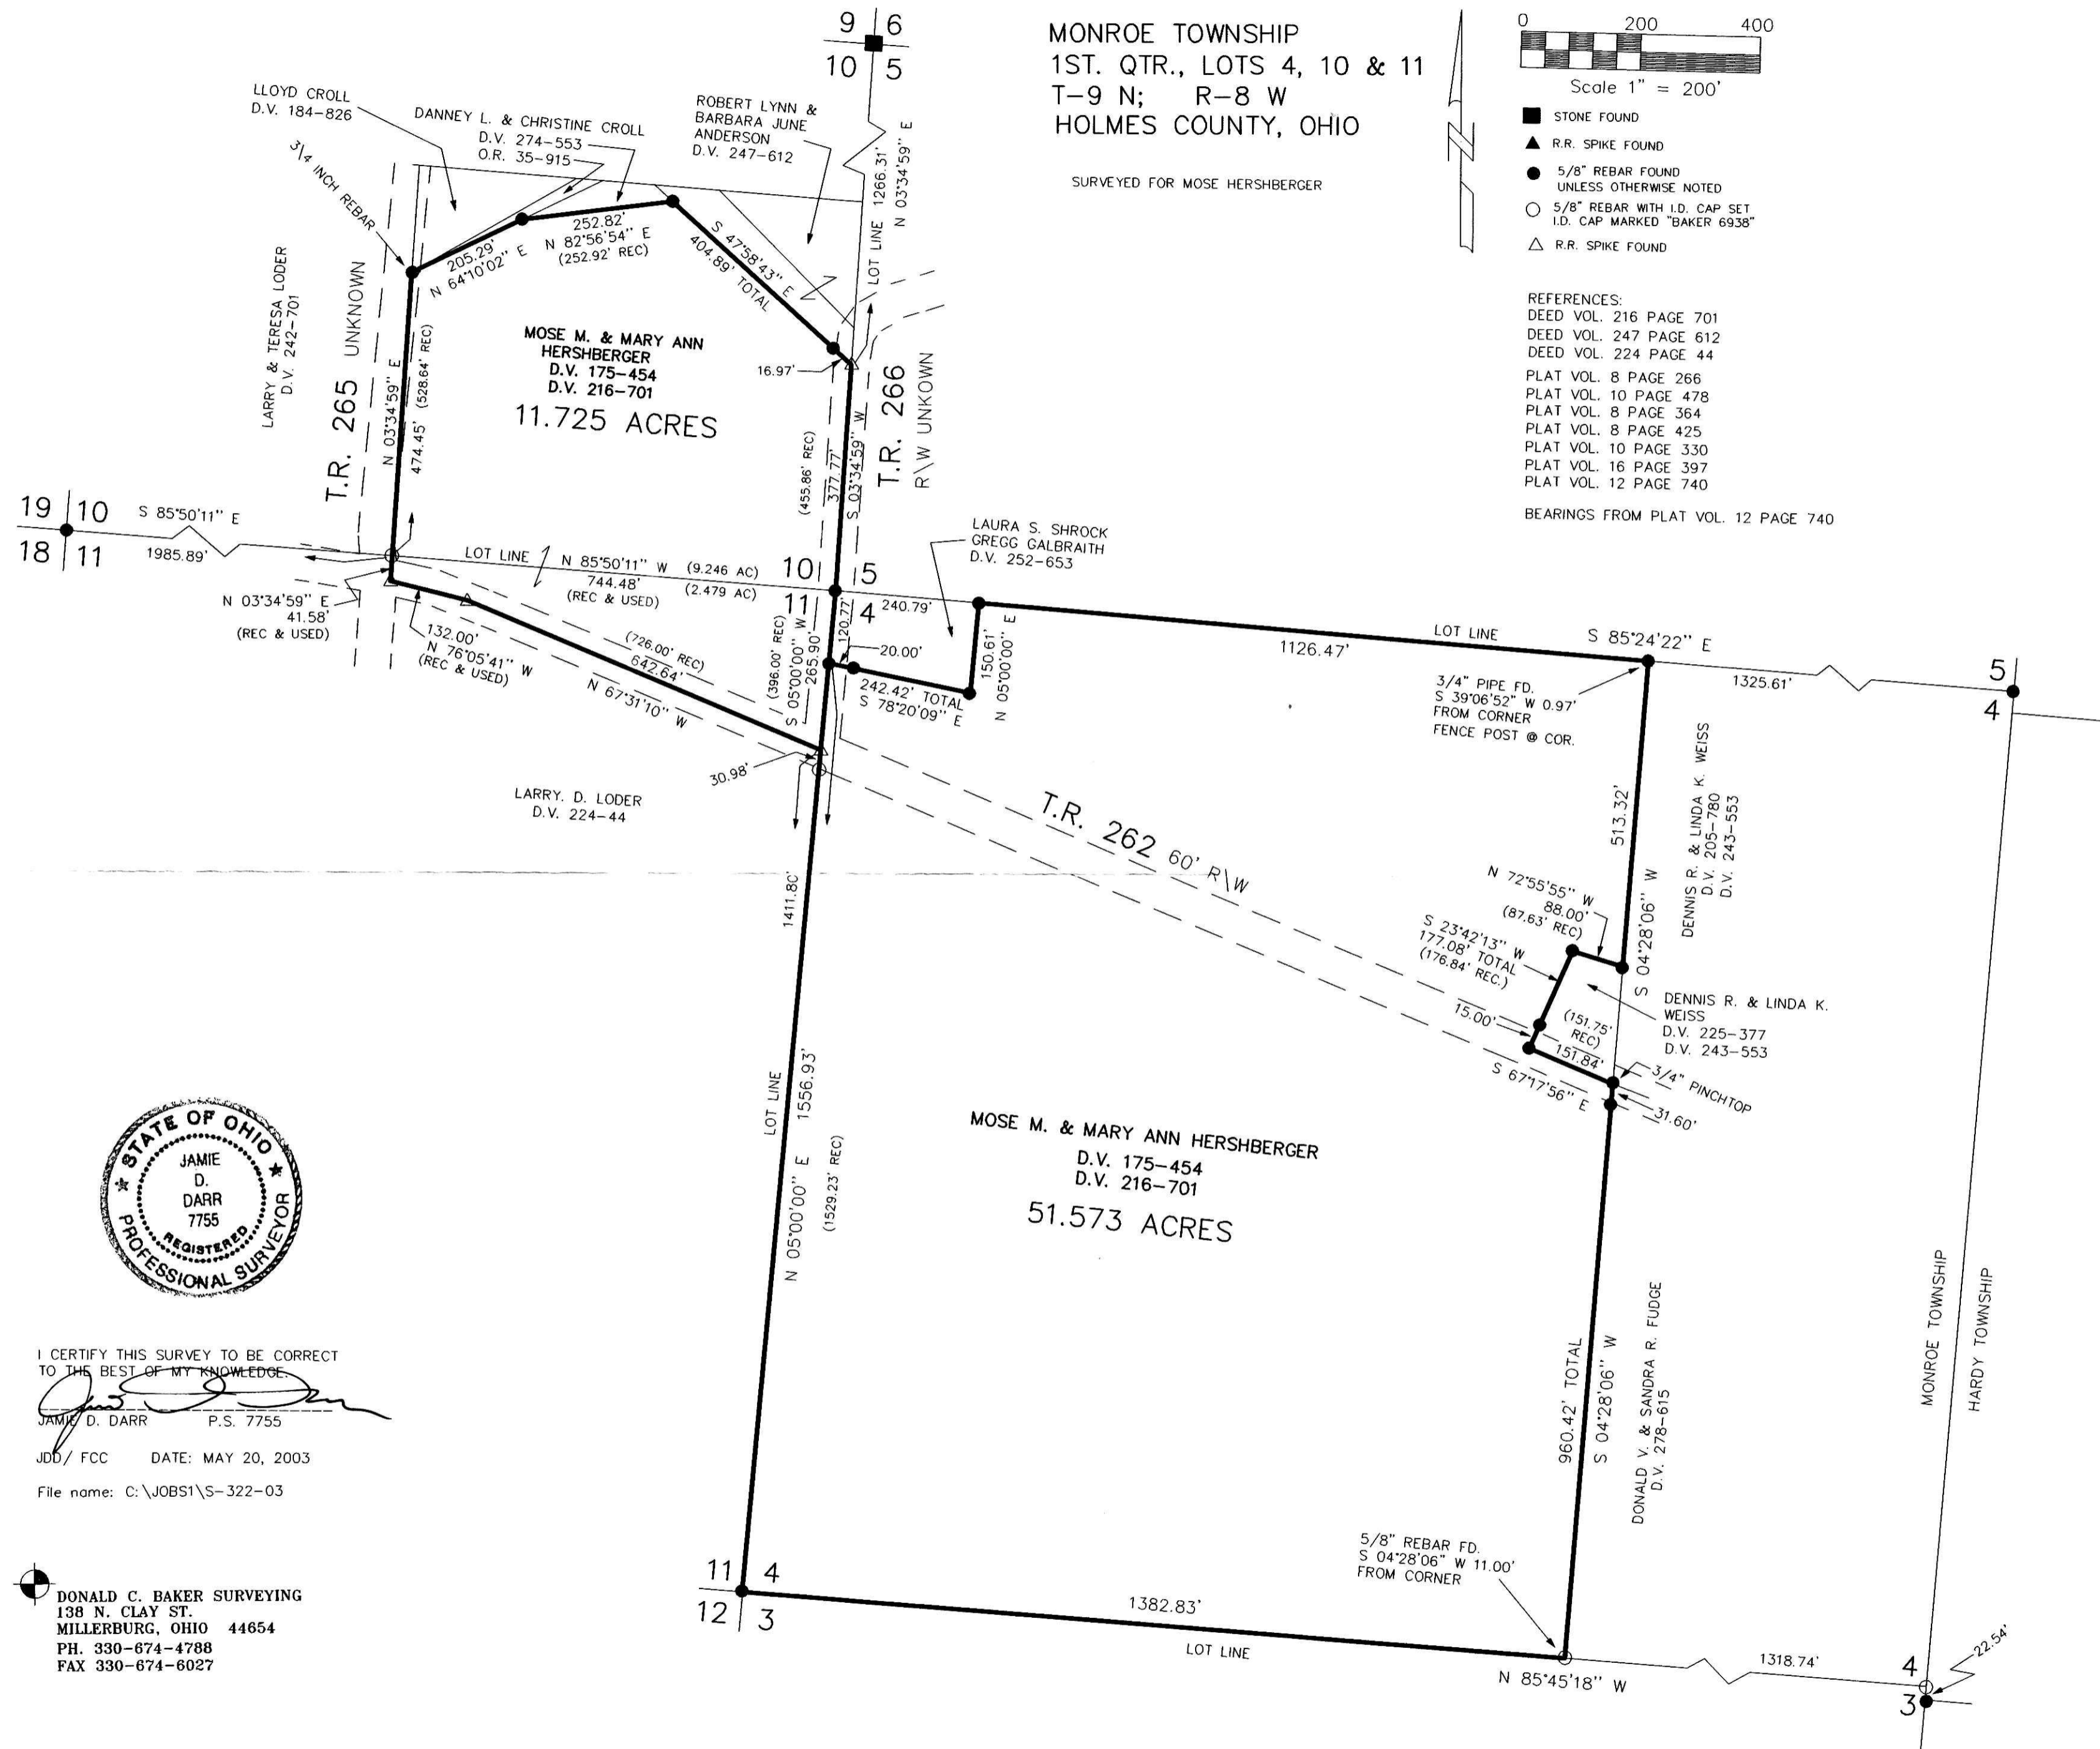 MONROE TOWNSHIP
1ST. QTR., LOTS 4, 10 & 11
T-9 N; R-8 W
HOLMES COUNTY, OHIO
SURVEYED FOR MOSE HERSHBERGER
0 200 400
Scale 1" = 200'
STONE FOUND
R.R. SPIKE FOUND
5/8" REBAR FOUND
UNLESS OTHERWISE NOTED
5/8" REBAR WITH I.D. CAP SET
I.D. CAP MARKED "BAKER 6938"
R.R. SPIKE FOUND
REFERENCES:
DEED VOL. 216 PAGE 701
DEED VOL. 247 PAGE 612
DEED VOL. 224 PAGE 44
PLAT VOL. 8 PAGE 266
PLAT VOL. 10 PAGE 478
PLAT VOL. 8 PAGE 364
PLAT VOL. 8 PAGE 425
PLAT VOL. 10 PAGE 330
PLAT VOL. 16 PAGE 397
PLAT VOL. 12 PAGE 740
BEARINGS FROM PLAT VOL. 12 PAGE 740
9 6
10 5
LLOYD CROLL
D.V. 184-826
DANNEY L. & CHRISTINE CROLL
D.V. 274-553
O.R. 35-915
ROBERT LYNN &
BARBARA JUNE
ANDERSON
D.V. 247-612
LOT LINE 1266.31'
N 03°34'59" E
3\4 INCH REBAR
205.29'
N 64°10'02" E
252.82'
N 82°56'54" E
(252.92' REC)
S 47°58'43" E
404.89' TOTAL
LARRY & TERESA LODER
D.V. 242-701
T.R. 265 UNKNOWN
N 03°34'59" E
474.45' (528.64' REC)
MOSE M. & MARY ANN
HERSHBERGER
D.V. 175-454
D.V. 216-701
11.725 ACRES
16.97'
(455.86' REC)
377.77'
S 03°34'59" W
T.R. 266
R\W UNKOWN
19 10
18 11
S 85°50'11" E
1985.89'
LOT LINE
N 85°50'11" W (9.246 AC)
744.48' (2.479 AC)
(REC & USED)
10 5
11 4
N 03°34'59" E
41.58'
(REC & USED)
132.00'
N 76°05'41" W
(REC & USED)
(726.00' REC)
642.64'
N 67°31'10" W
(396.00' REC)
S 05°00'00" W
265.90'
120.77'
240.79'
20.00'
242.42' TOTAL
S 78°20'09" E
150.61'
N 05°00'00" E
LAURA S. SHROCK
GREGG GALBRAITH
D.V. 252-653
LOT LINE
S 85°24'22" E
1126.47'
1325.61'
5
4
3/4" PIPE FD.
S 39°06'52" W 0.97'
FROM CORNER
FENCE POST @ COR.
30.98'
LARRY. D. LODER
D.V. 224-44
T.R. 262 60' R\W
513.32'
S 04°28'06" W
DENNIS R. & LINDA K. WEISS
D.V. 205-780
D.V. 243-553
N 72°55'55" W
88.00'
(87.63' REC)
S 23°42'13" W
177.08' TOTAL
(176.84' REC.)
15.00'
(151.75'
REC)
151.84'
S 67°17'56" E
DENNIS R. & LINDA K.
WEISS
D.V. 225-377
D.V. 243-553
3/4" PINCHTOP
31.60'
1411.80'
LOT LINE
N 05°00'00" E 1556.93'
(1529.23' REC)
MOSE M. & MARY ANN HERSHBERGER
D.V. 175-454
D.V. 216-701
51.573 ACRES
960.42' TOTAL
S 04°28'06" W
DONALD V. & SANDRA R. FUDGE
D.V. 278-615
MONROE TOWNSHIP
HARDY TOWNSHIP
5/8" REBAR FD.
S 04°28'06" W 11.00'
FROM CORNER
11 4
12 3
1382.83'
LOT LINE
N 85°45'18" W
1318.74'
22.54'
4
3
STATE OF OHIO
JAMIE
D.
DARR
7755
REGISTERED
PROFESSIONAL SURVEYOR
I CERTIFY THIS SURVEY TO BE CORRECT
TO THE BEST OF MY KNOWLEDGE.
JAMIE D. DARR P.S. 7755
JDD/ FCC DATE: MAY 20, 2003
File name: C:\JOBS1\S-322-03
DONALD C. BAKER SURVEYING
138 N. CLAY ST.
MILLERBURG, OHIO 44654
PH. 330-674-4788
FAX 330-674-6027